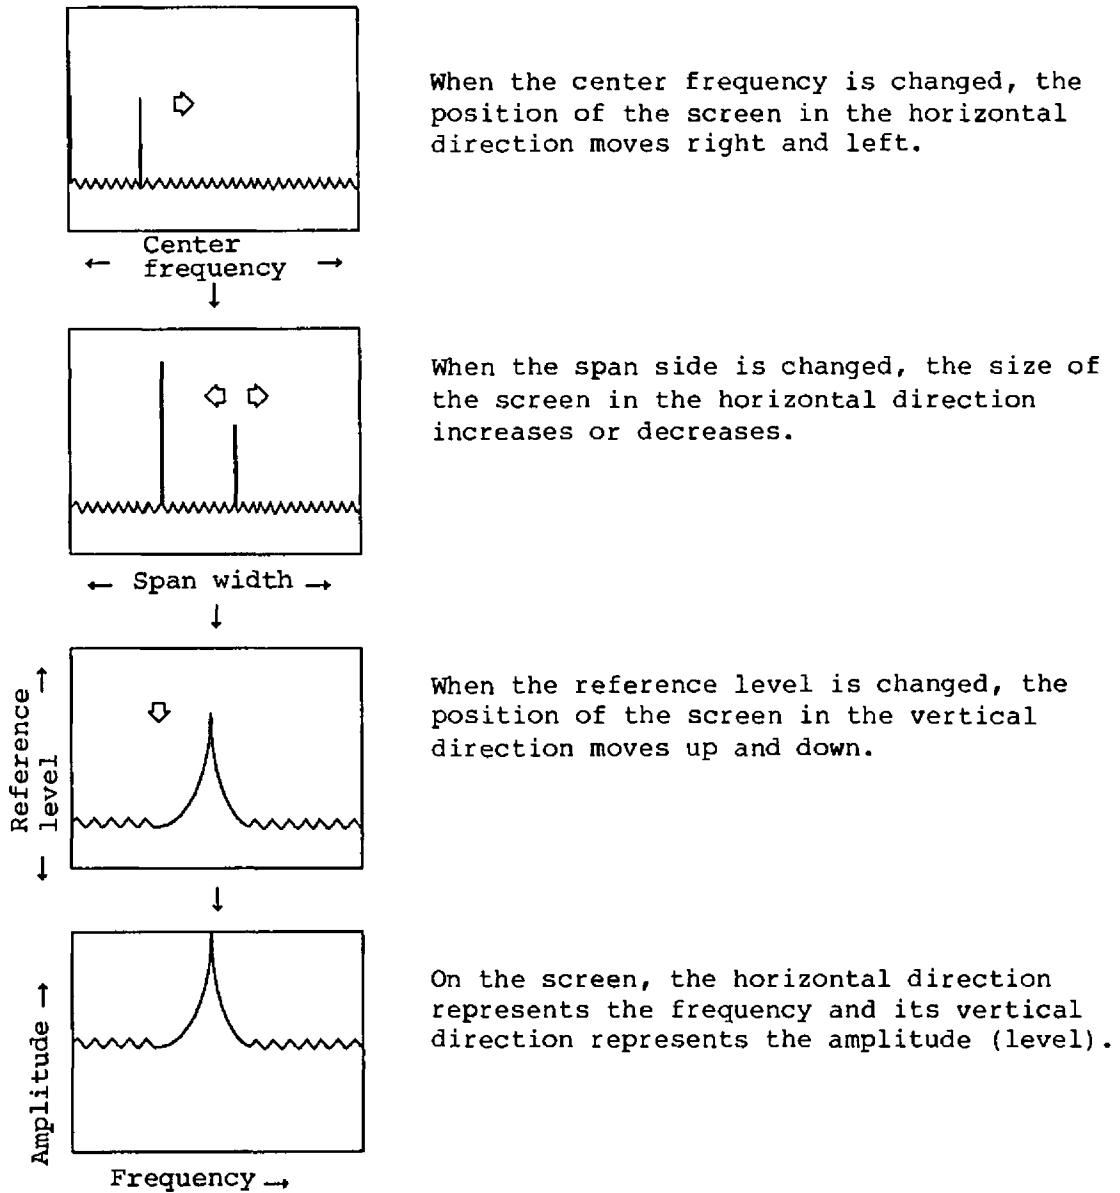 When the center frequency is changed, the
position of the screen in the horizontal
direction moves right and left.
Center
← frequency →
↓
When the span side is changed, the size of
the screen in the horizontal direction
increases or decreases.
← Span width →
↓
Reference →
← level
When the reference level is changed, the
position of the screen in the vertical
direction moves up and down.
↓
Amplitude →
On the screen, the horizontal direction
represents the frequency and its vertical
direction represents the amplitude (level).
Frequency →